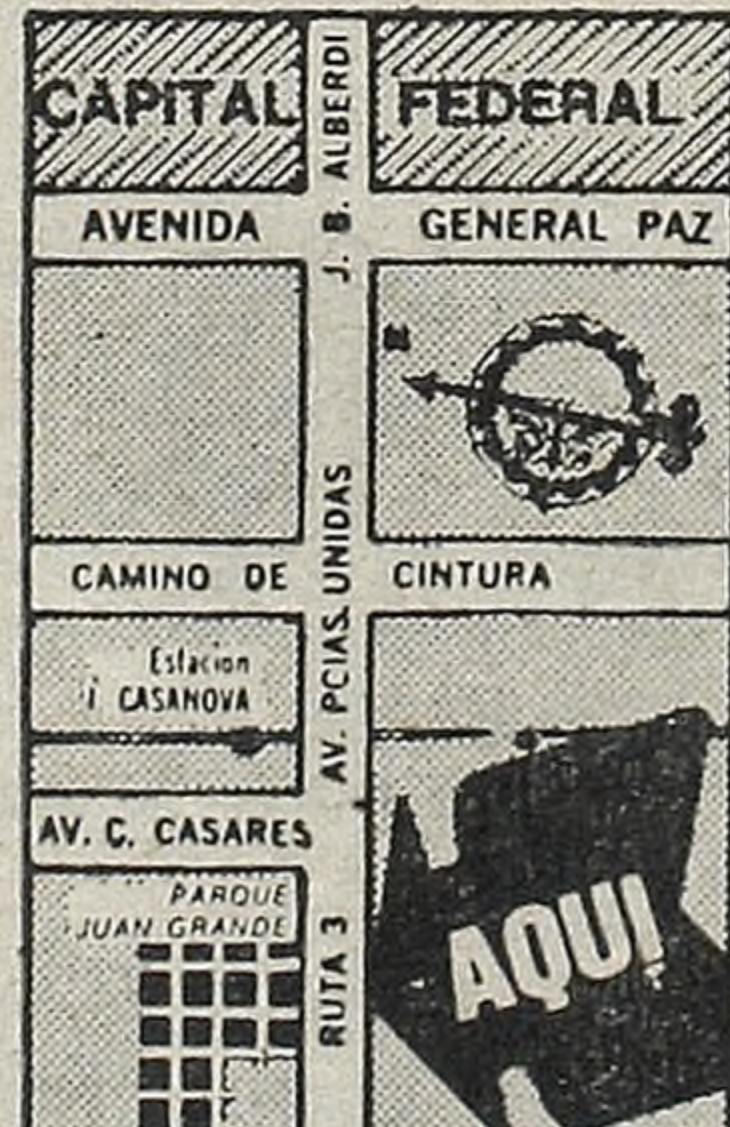 CAPITAL FEDERAL
J. B. ALBERDI
AVENIDA GENERAL PAZ
CAMINO DE CINTURA
AV. PCIAS. UNIDAS
Estacion
I CASANOVA
AV. C. CASARES
PARQUE
JUAN GRANDE
RUTA 3
AQUI